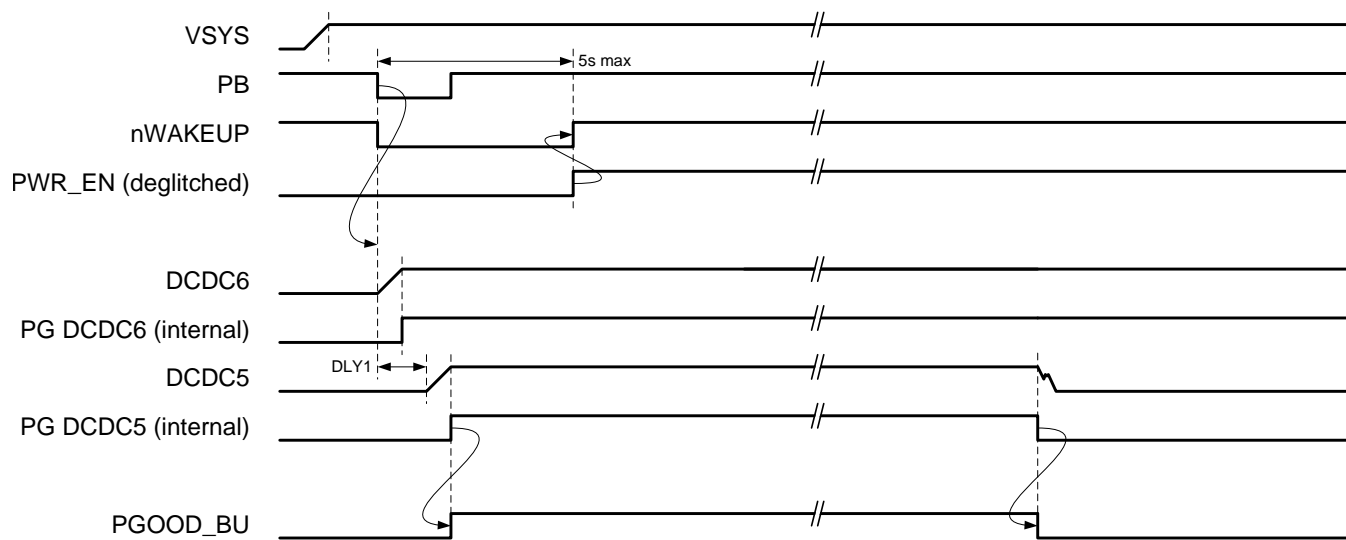 VSYS
5s max
PB
nWAKEUP
PWR_EN (deglitched)
DCDC6
PG DCDC6 (internal)
DLY1
DCDC5
PG DCDC5 (internal)
PGOOD_BU